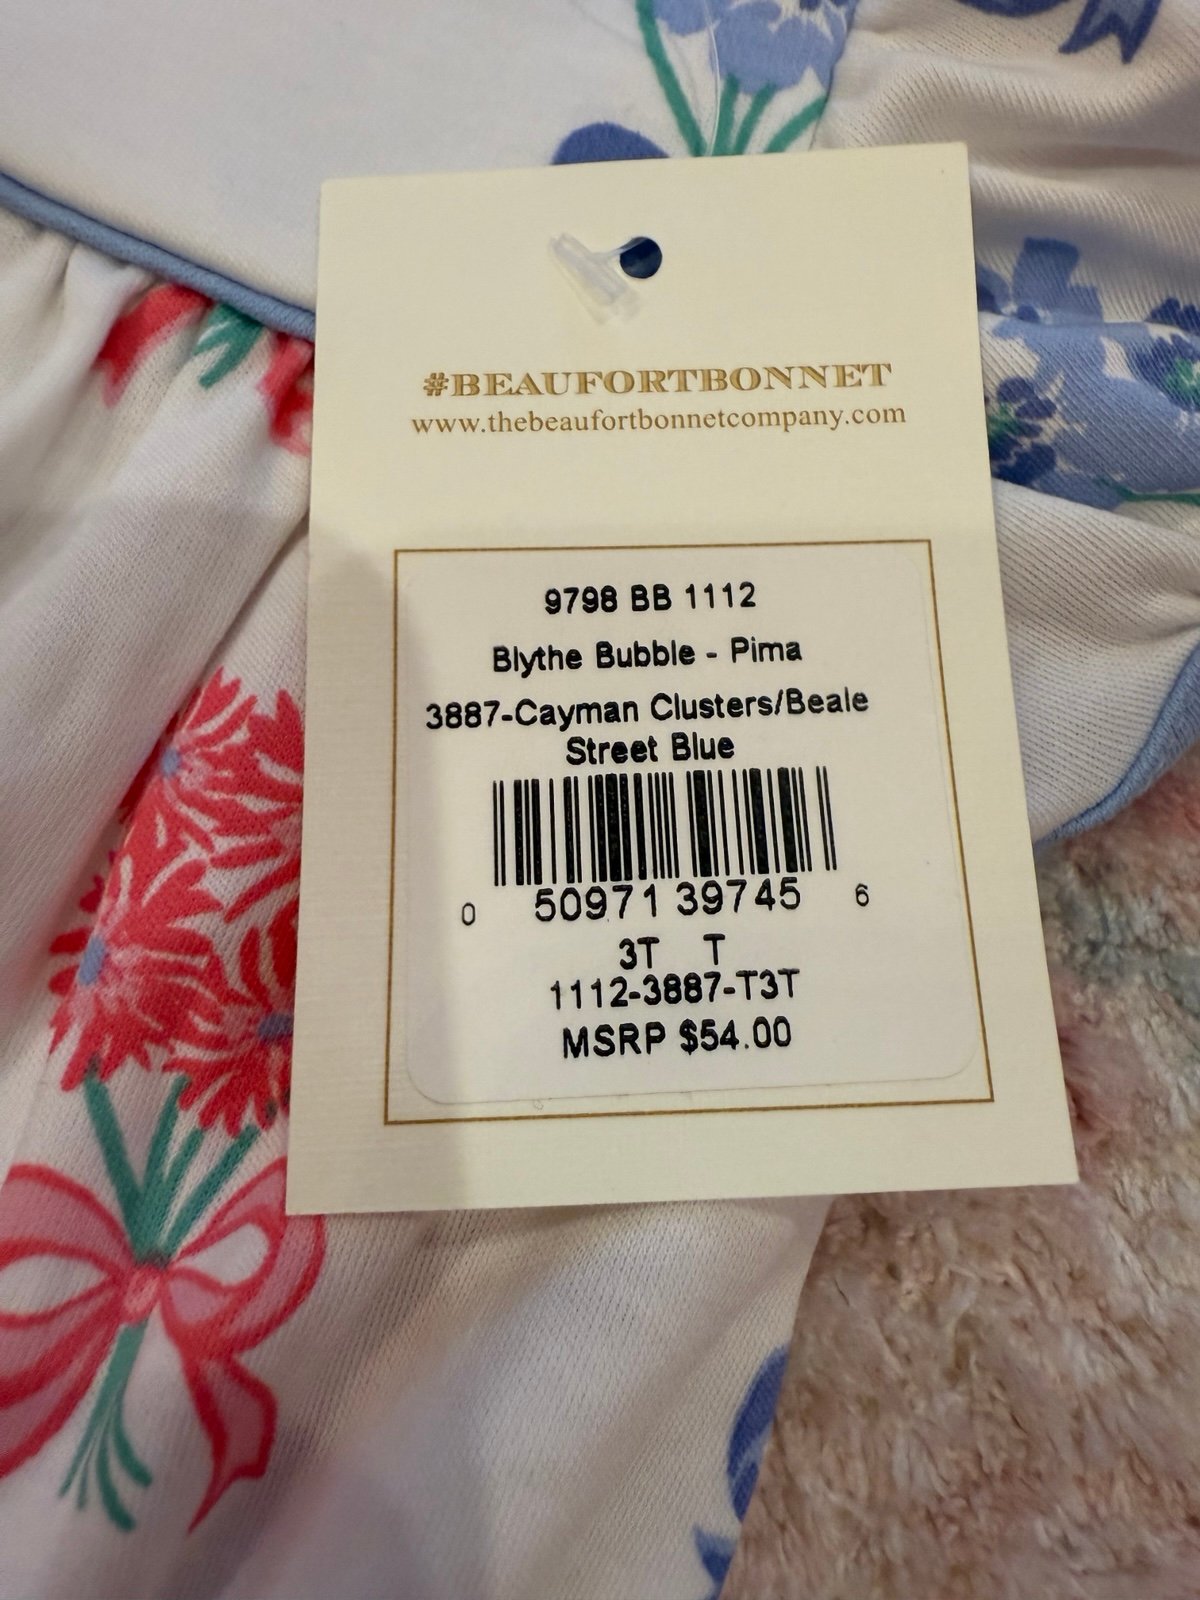 #BEAUFORTBONNET
www.thebeaufortbonnetcompany.com
9798 BB 1112
Blythe Bubble - Pima
3887-Cayman Clusters/Beale
Street Blue
0 50971 39745 6
3T T
1112-3887-T3T
MSRP $54.00